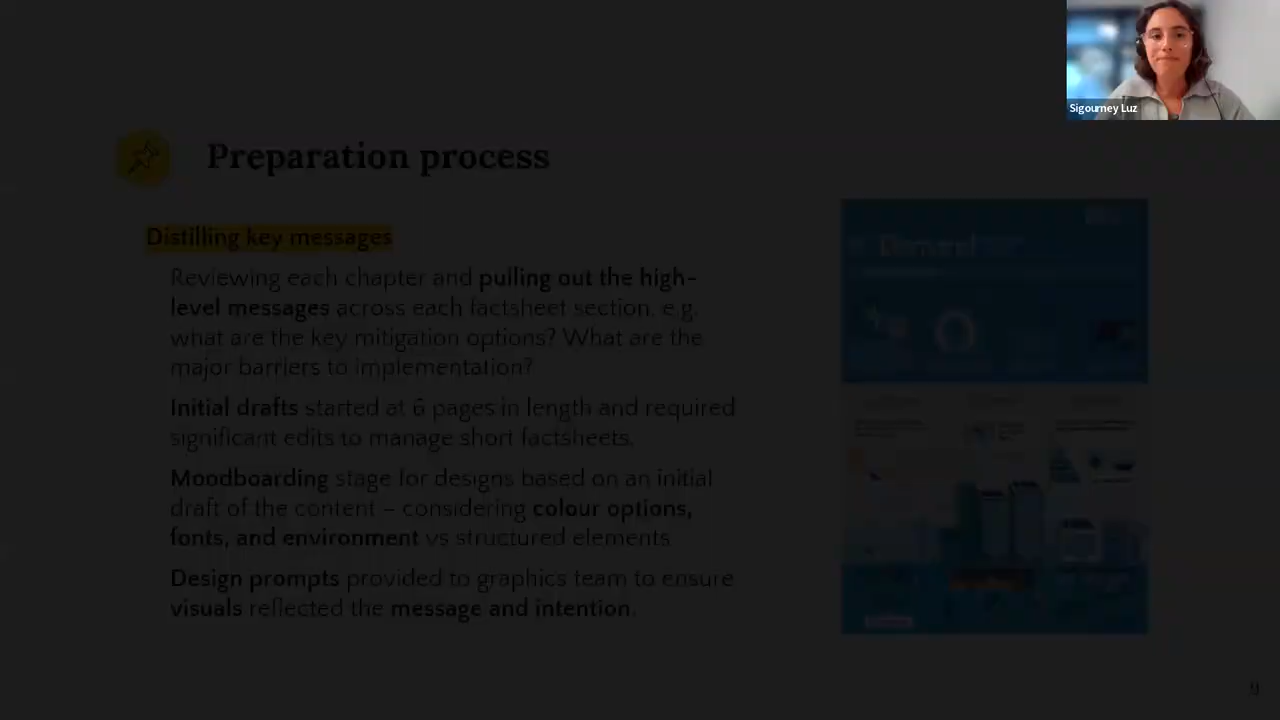 Sigourney Luz
Preparation process
Distilling key messages
Reviewing each chapter and pulling out the high-
level messages across each factsheet section, e.g.
what are the key mitigation options? What are the
major barriers to implementation?
Initial drafts started at 6 pages in length and required
significant edits to manage short factsheets.
Moodboarding stage for designs based on an initial
draft of the content – considering colour options,
fonts, and environment vs structured elements
Design prompts provided to graphics team to ensure
visuals reflected the message and intention.
Demand
9